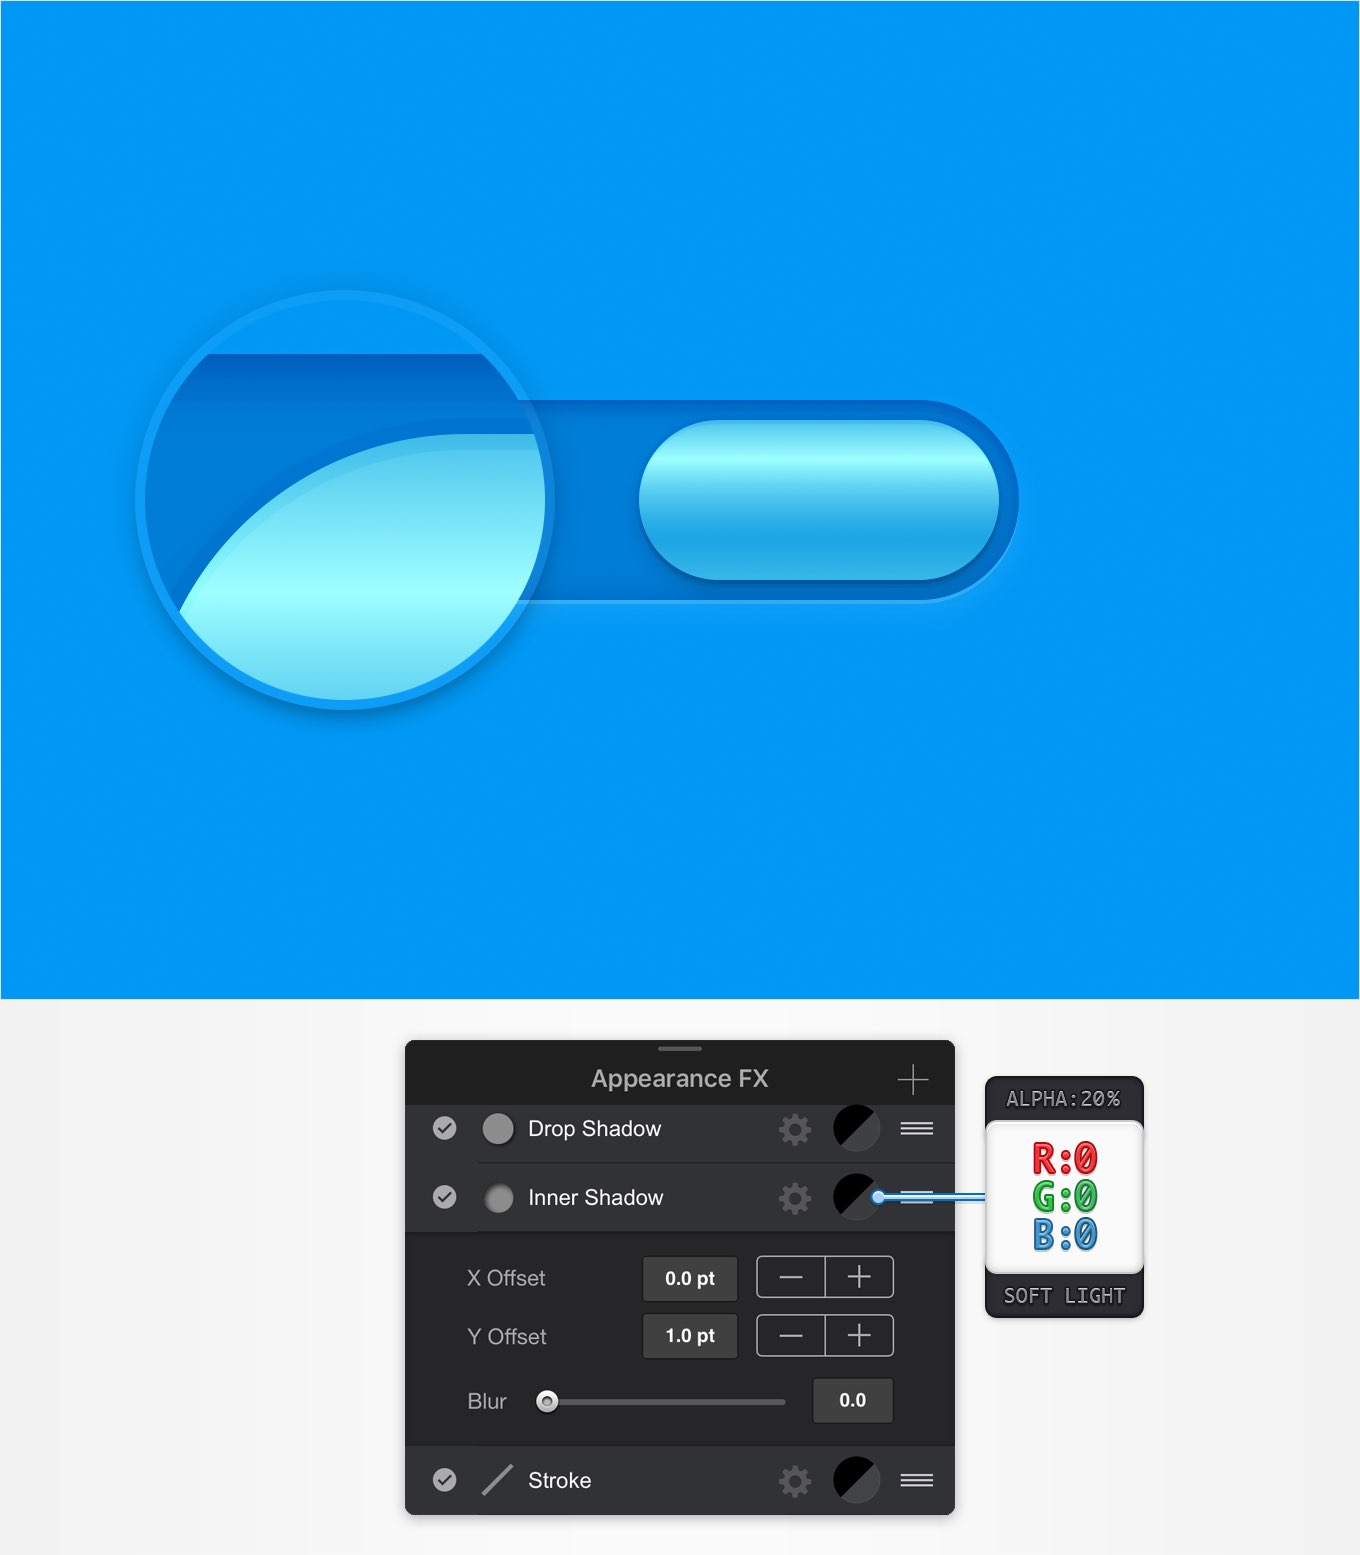 Appearance FX
Drop Shadow
Inner Shadow
X Offset 0.0 pt
Y Offset 1.0 pt
Blur 0.0
Stroke
ALPHA:20%
R:0
G:0
B:0
SOFT LIGHT